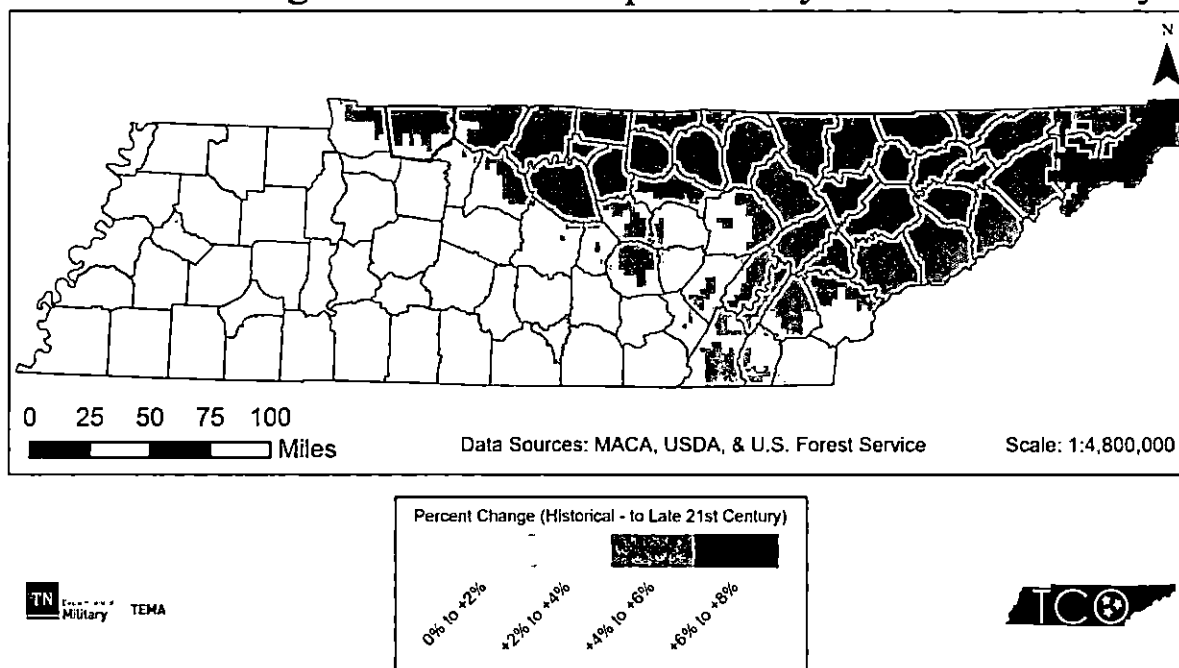 N
0 25 50 75 100
Miles
Data Sources: MACA, USDA, & U.S. Forest Service
Scale: 1:4,800,000
Percent Change (Historical - to Late 21st Century)
0% to +2%
+2% to +4%
+4% to +6%
+6% to +8%
TN
Military
TEMA
TCO